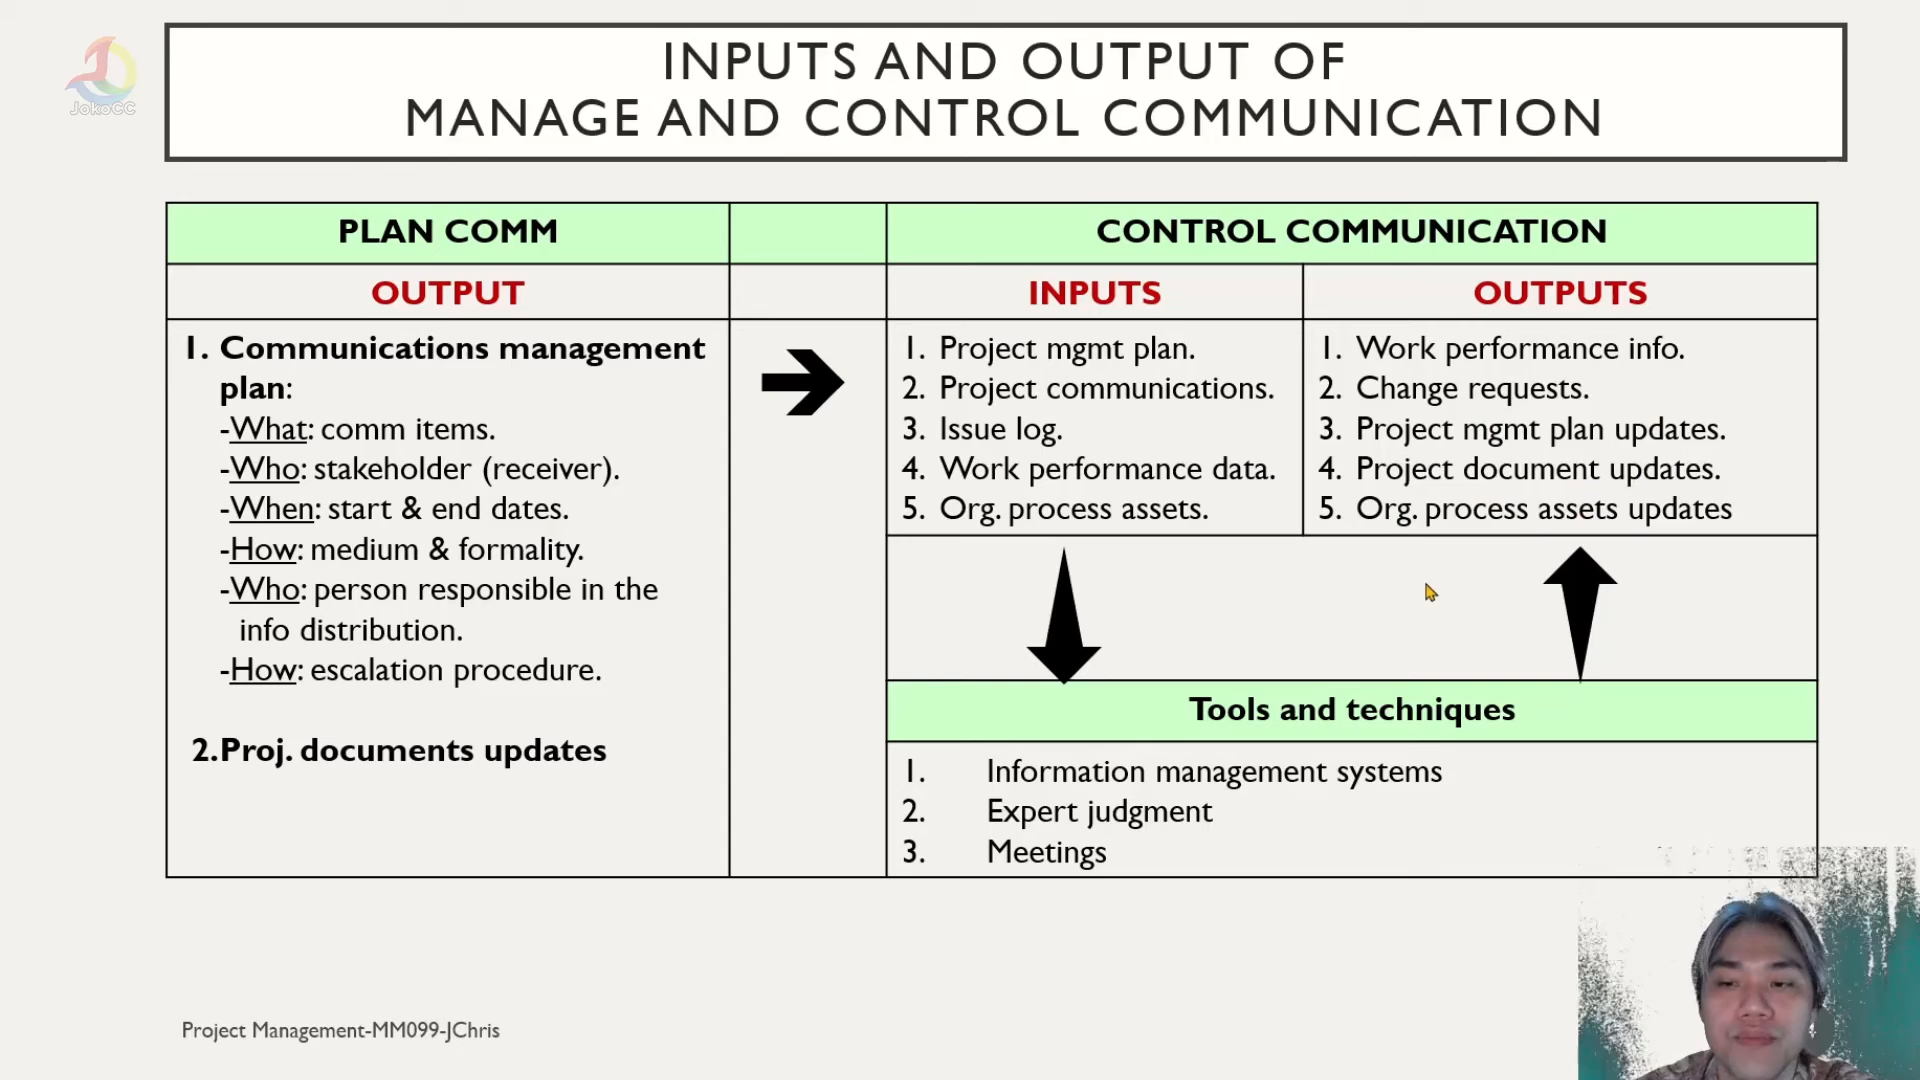 JokoCC
INPUTS AND OUTPUT OF
MANAGE AND CONTROL COMMUNICATION
PLAN COMM
CONTROL COMMUNICATION
OUTPUT
INPUTS
OUTPUTS
1. Communications management
plan:
-What: comm items.
-Who: stakeholder (receiver).
-When: start & end dates.
-How: medium & formality.
-Who: person responsible in the
info distribution.
-How: escalation procedure.
2.Proj. documents updates
1. Project mgmt plan.
2. Project communications.
3. Issue log.
4. Work performance data.
5. Org. process assets.
1. Work performance info.
2. Change requests.
3. Project mgmt plan updates.
4. Project document updates.
5. Org. process assets updates
Tools and techniques
1. Information management systems
2. Expert judgment
3. Meetings
Project Management-MM099-JChris